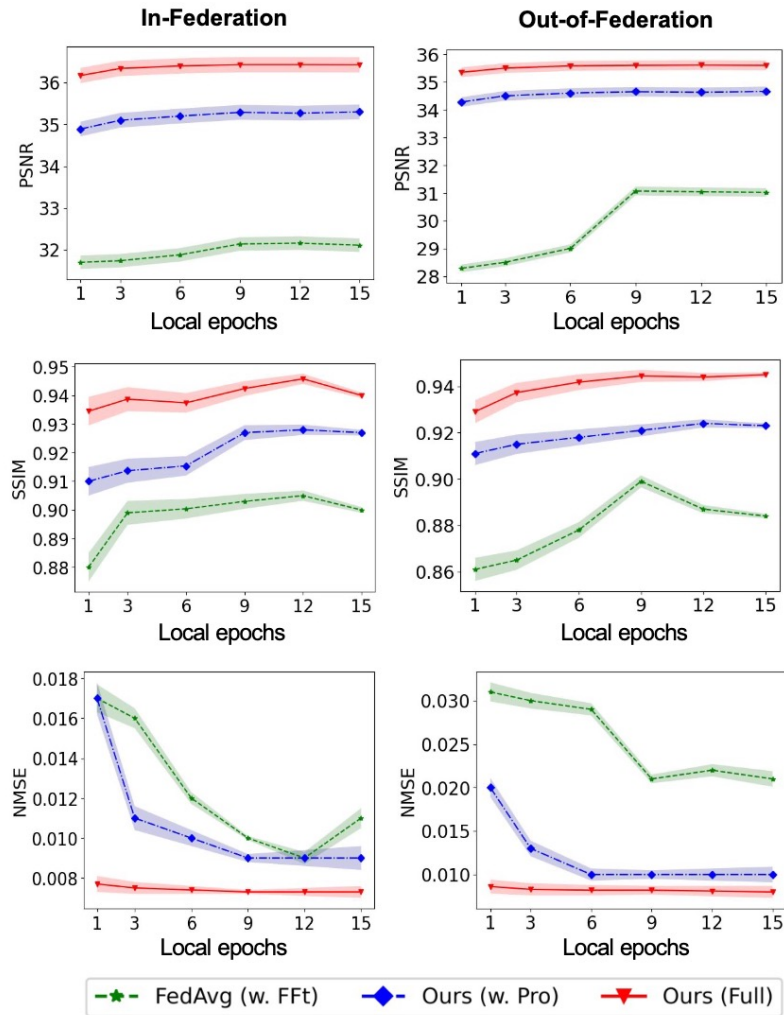 In-Federation
Out-of-Federation
PSNR
36
35
34
33
32
1 3 6 9 12 15
Local epochs
PSNR
36
35
34
33
32
31
30
29
28
1 3 6 9 12 15
Local epochs
SSIM
0.95
0.94
0.93
0.92
0.91
0.90
0.89
0.88
1 3 6 9 12 15
Local epochs
SSIM
0.94
0.92
0.90
0.88
0.86
1 3 6 9 12 15
Local epochs
NMSE
0.018
0.016
0.014
0.012
0.010
0.008
1 3 6 9 12 15
Local epochs
NMSE
0.030
0.025
0.020
0.015
0.010
1 3 6 9 12 15
Local epochs
FedAvg (w. FFt) Ours (w. Pro) Ours (Full)